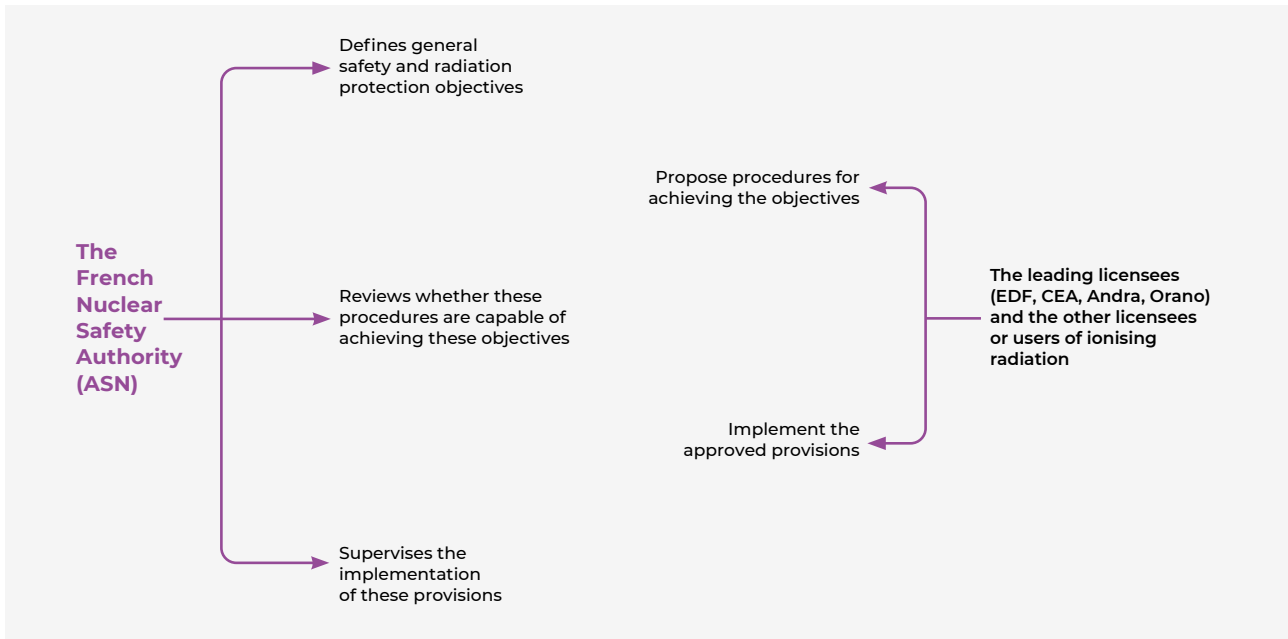 Defines general
safety and radiation
protection objectives
Propose procedures for
achieving the objectives
The
French
Nuclear
Safety
Authority
(ASN)
Reviews whether these
procedures are capable of
achieving these objectives
The leading licensees
(EDF, CEA, Andra, Orano)
and the other licensees
or users of ionising
radiation
Implement the
approved provisions
Supervises the
implementation
of these provisions